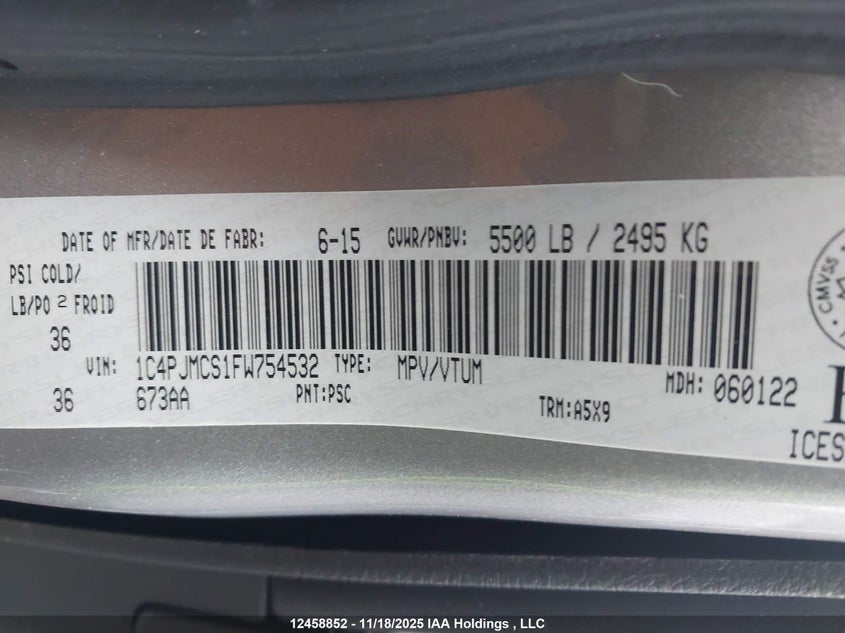 DATE OF MFR/DATE DE FABR: 6-15 GVWR/PNBV: 5500 LB / 2495 KG
PSI COLD/
LB/PO 2 FROID
36
VIN: 1C4PJMCS1FW754532 TYPE: MPV/VTUM MDH: 060122
36 673AA PNT:PSC TRM:A5X9
ICES
CMVSS
12458852 - 11/18/2025 IAA Holdings , LLC